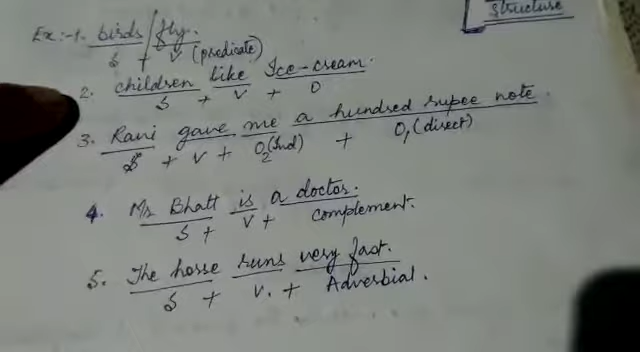 structure
Ex:-1. birds/fly.
S + V (predicate)
2. children like Ice-cream.
S + V + O
3. Rani gave me a hundred rupee note.
S + V + O2(Ind) + O1(direct)
4. Mr Bhatt is a doctor.
S + V + complement.
5. The horse runs very fast.
S + V. + Adverbial.